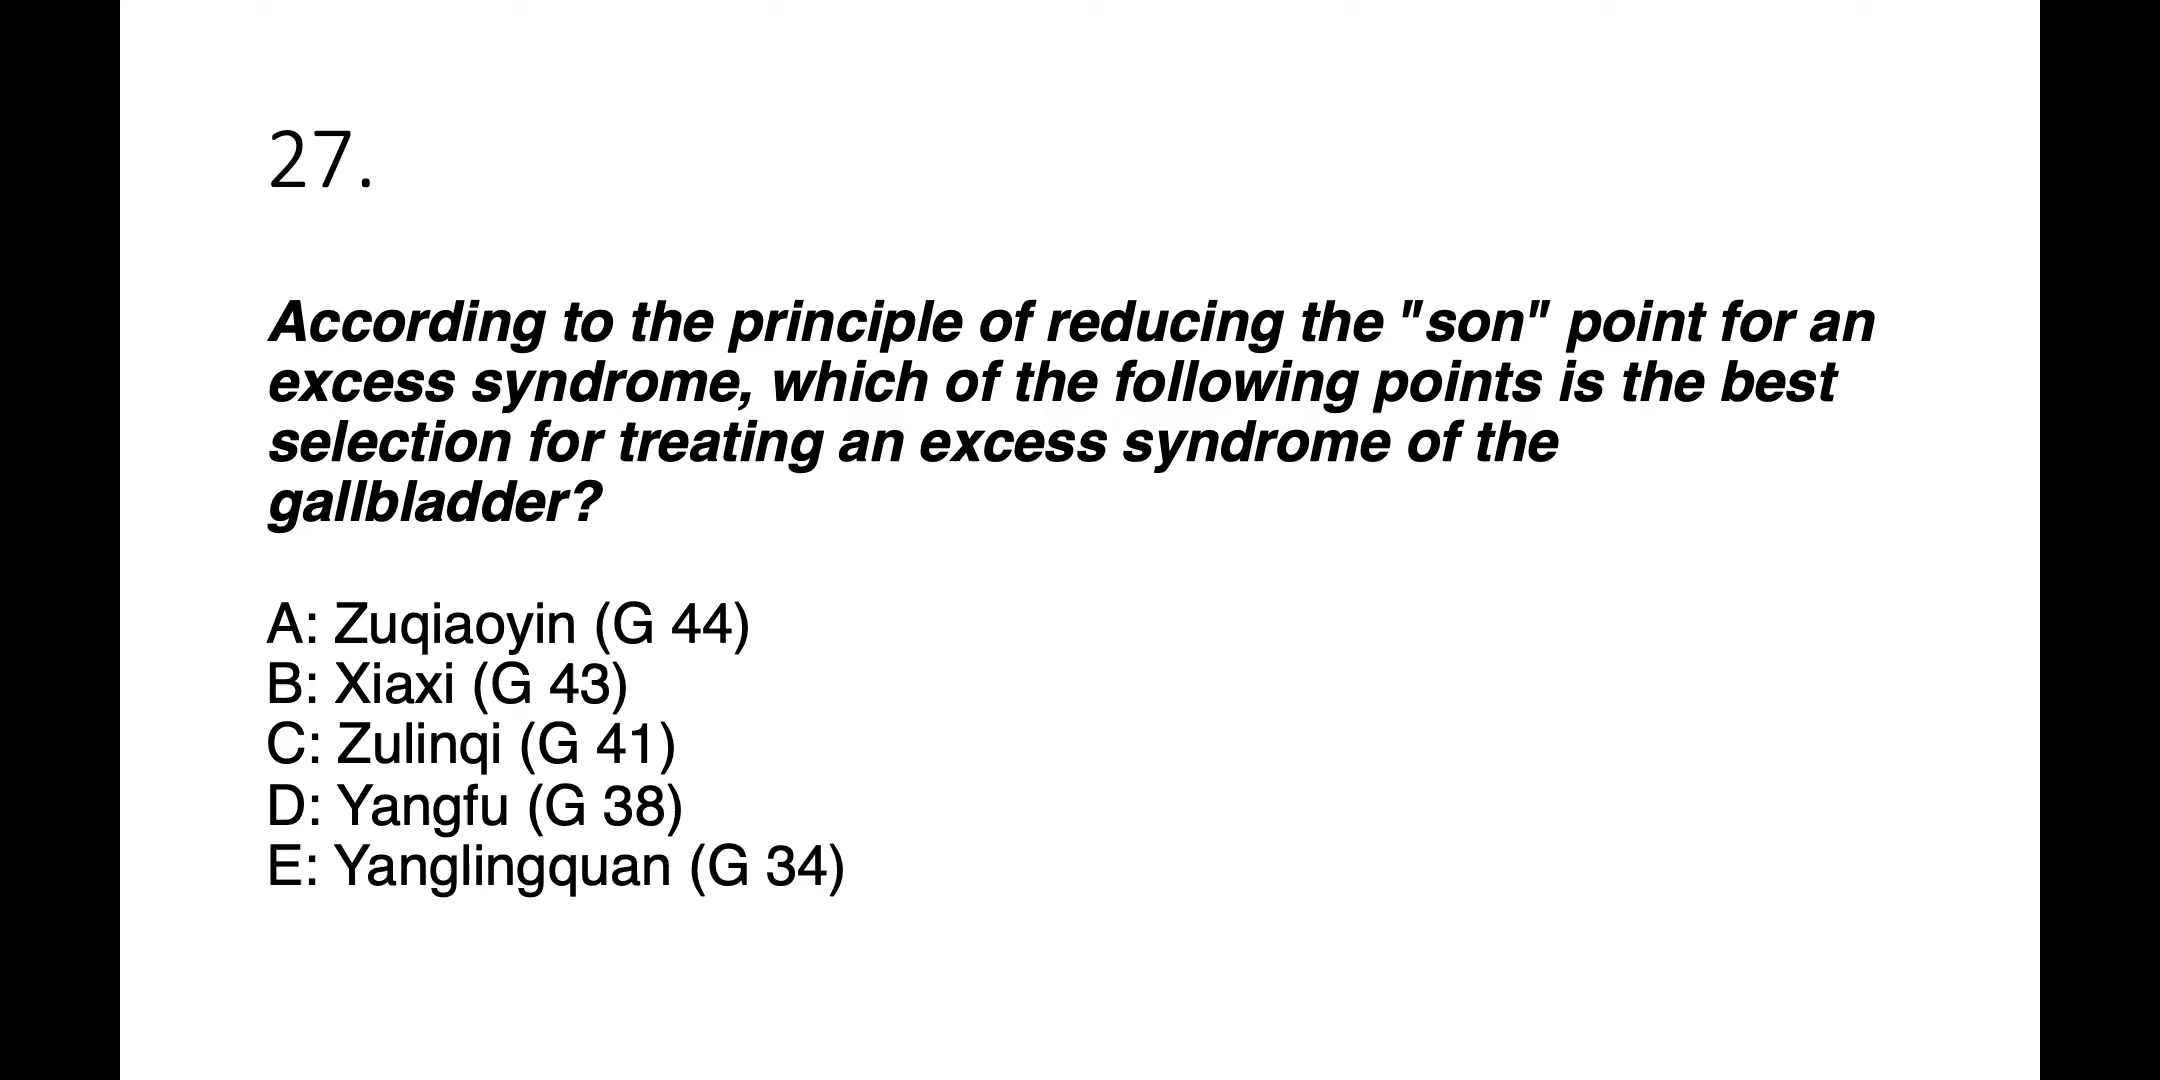 27.
According to the principle of reducing the "son" point for an
excess syndrome, which of the following points is the best
selection for treating an excess syndrome of the
gallbladder?
A: Zuqiaoyin (G 44)
B: Xiaxi (G 43)
C: Zulinqi (G 41)
D: Yangfu (G 38)
E: Yanglingquan (G 34)